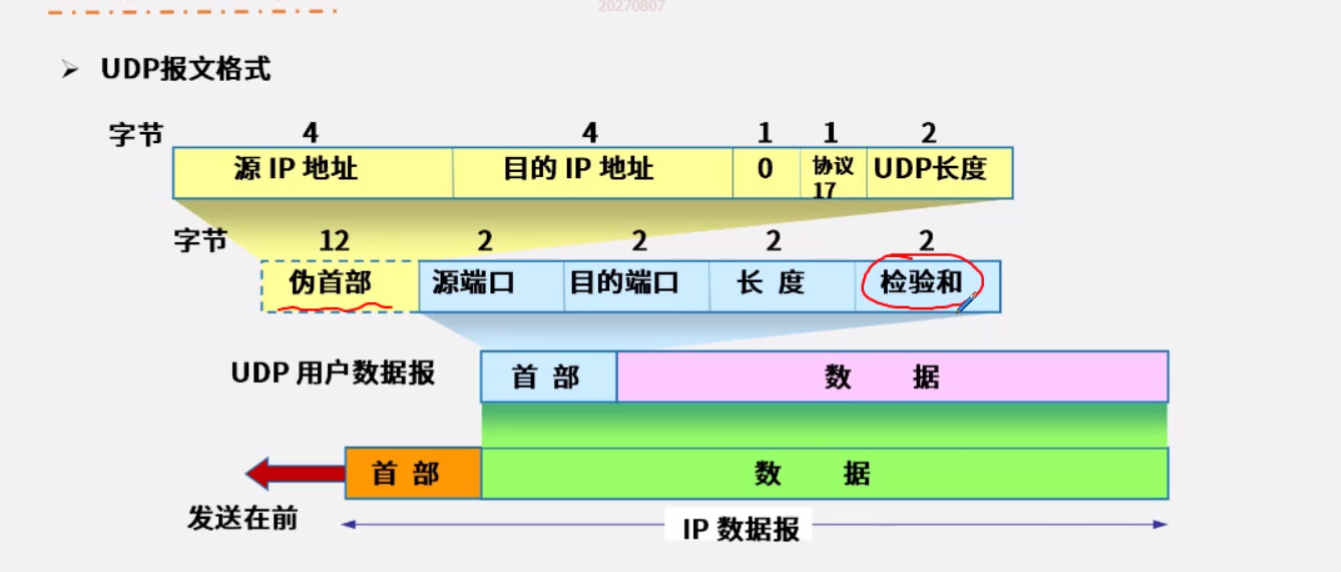 20270807
UDP报文格式
字节 4 4 1 1 2
源 IP 地址 目的 IP 地址 0 协议 17 UDP长度
字节 12 2 2 2 2
伪首部 源端口 目的端口 长 度 检验和
UDP 用户数据报 首 部 数 据
首 部 数 据
发送在前
IP 数据报